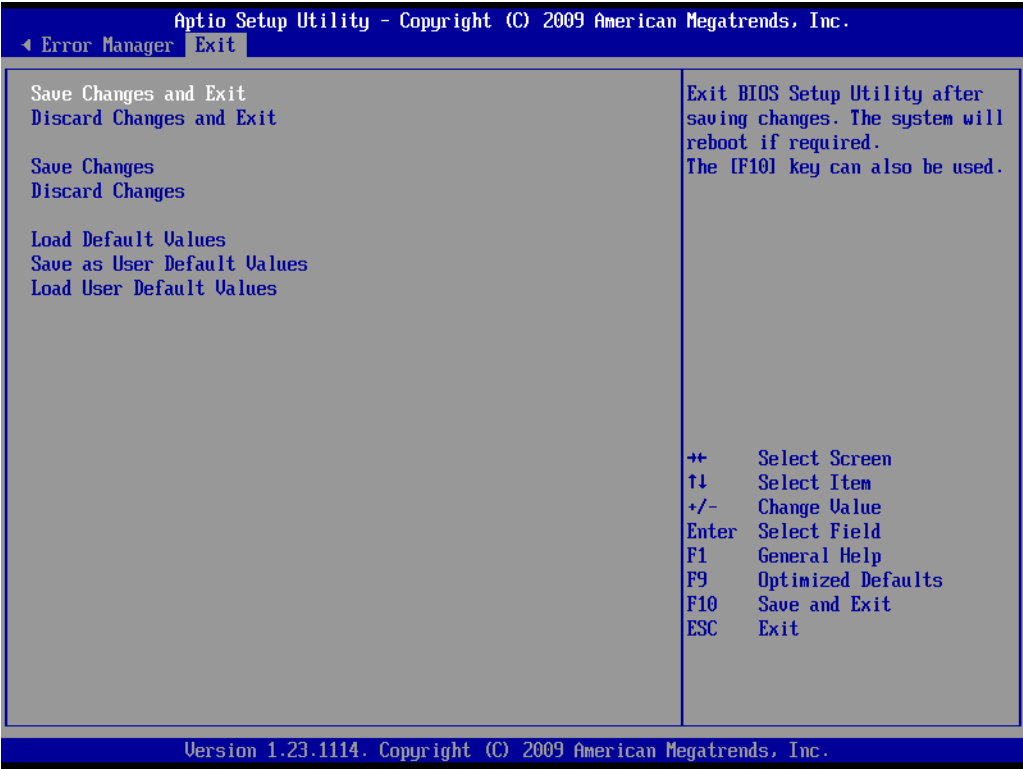 Aptio Setup Utility - Copyright (C) 2009 American Megatrends, Inc.
Error Manager Exit
Save Changes and Exit
Discard Changes and Exit
Save Changes
Discard Changes
Load Default Values
Save as User Default Values
Load User Default Values
Exit BIOS Setup Utility after
saving changes. The system will
reboot if required.
The [F10] key can also be used.
→← Select Screen
↑↓ Select Item
+/- Change Value
Enter Select Field
F1 General Help
F9 Optimized Defaults
F10 Save and Exit
ESC Exit
Version 1.23.1114. Copyright (C) 2009 American Megatrends, Inc.